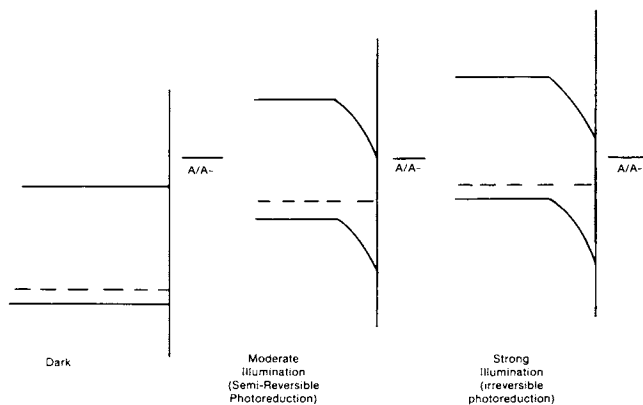 A/A-
A/A-
A/A-
Dark
Moderate
Illumination
(Semi-Reversible
Photoreduction)
Strong
Illumination
(irreversible
photoreduction)